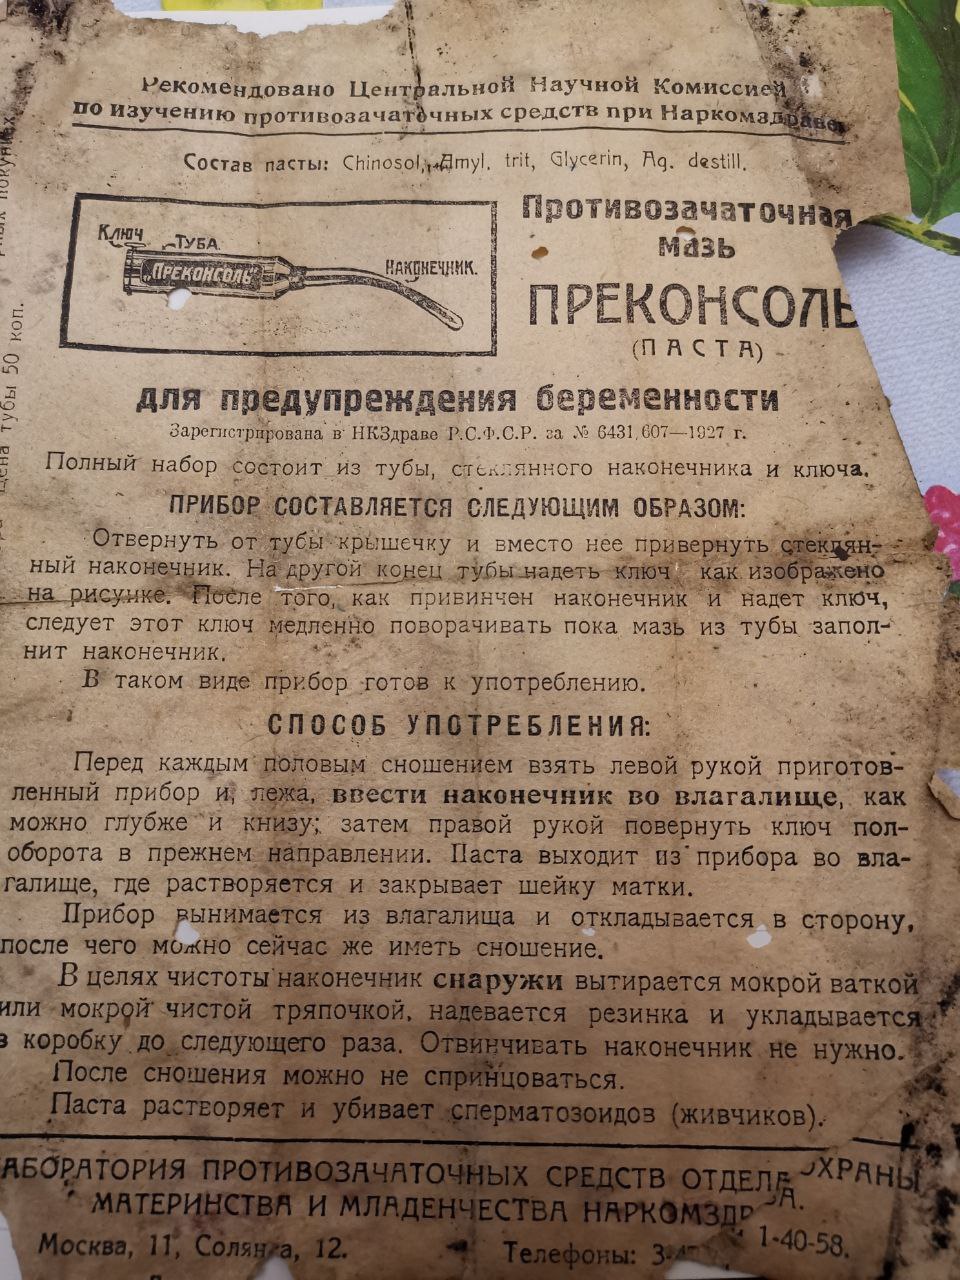 Рекомендовано Центральной Научной Комиссией
по изучению противозачаточных средств при Наркомздраве
Состав пасты: Chinosol, Amyl. trit, Glycerin, Aq. destill.
Ключ
ТУБА
ПРЕКОНСОЛЬ
НАКОНЕЧНИК.
Противозачаточная
мазь
ПРЕКОНСОЛЬ
(ПАСТА)
для предупреждения беременности
Зарегистрирована в НКЗдраве Р.С.Ф.С.Р. за № 6431,607—1927 г.
Полный набор состоит из тубы, стеклянного наконечника и ключа.
ПРИБОР СОСТАВЛЯЕТСЯ СЛЕДУЮЩИМ ОБРАЗОМ:
Отвернуть от тубы крышечку и вместо нее привернуть стеклян-
ный наконечник. На другой конец тубы надеть ключ как изображено
на рисунке. После того, как привинчен наконечник и надет ключ,
следует этот ключ медленно поворачивать пока мазь из тубы запол-
нит наконечник.
В таком виде прибор готов к употреблению.
СПОСОБ УПОТРЕБЛЕНИЯ:
Перед каждым половым сношением взять левой рукой приготов-
ленный прибор и, лежа, ввести наконечник во влагалище, как
можно глубже и книзу; затем правой рукой повернуть ключ пол-
оборота в прежнем направлении. Паста выходит из прибора во вла-
галище, где растворяется и закрывает шейку матки.
Прибор вынимается из влагалища и откладывается в сторону,
после чего можно сейчас же иметь сношение.
В целях чистоты наконечник снаружи вытирается мокрой ваткой
или мокрой чистой тряпочкой, надевается резинка и укладывается
в коробку до следующего раза. Отвинчивать наконечник не нужно.
После сношения можно не спринцоваться.
Паста растворяет и убивает сперматозоидов (живчиков).
АБОРАТОРИЯ ПРОТИВОЗАЧАТОЧНЫХ СРЕДСТВ ОТДЕЛА ОХРАНЫ
МАТЕРИНСТВА И МЛАДЕНЧЕСТВА НАРКОМЗДРА.
Москва, 11, Солянка, 12. Телефоны: 1-40-58.
цена тубы 50 коп.